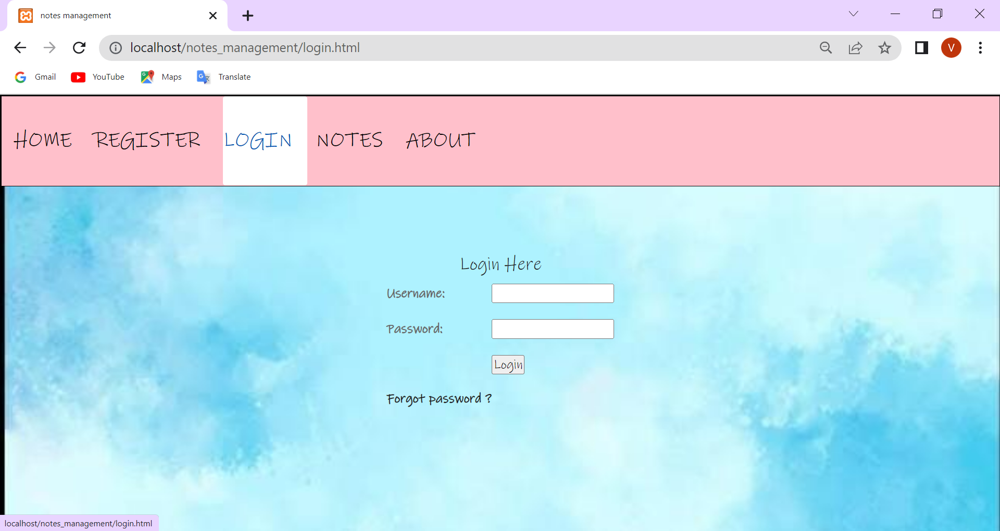 notes management
localhost/notes_management/login.html
V
Gmail YouTube Maps Translate
HOME REGISTER LOGIN NOTES ABOUT
Login Here
Username:
Password:
Login
Forgot password ?
localhost/notes_management/login.html